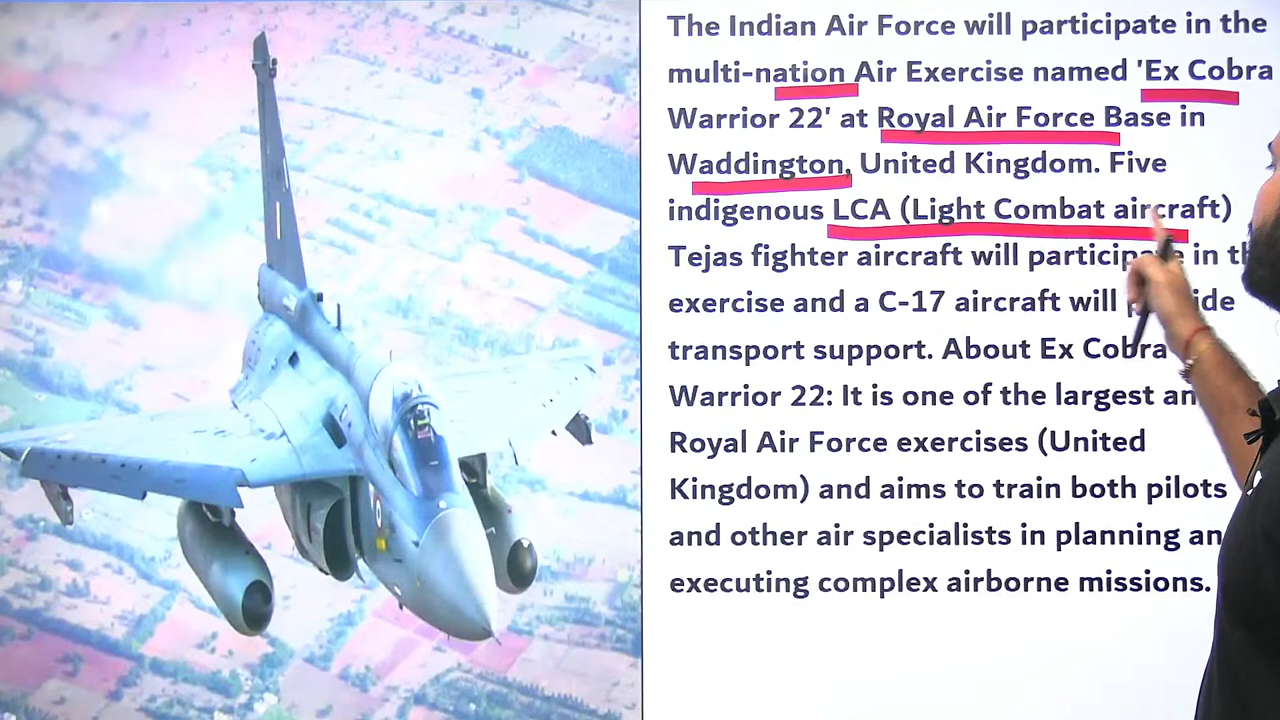 The Indian Air Force will participate in the
multi-nation Air Exercise named 'Ex Cobra
Warrior 22' at Royal Air Force Base in
Waddington, United Kingdom. Five
indigenous LCA (Light Combat aircraft)
Tejas fighter aircraft will participate in
exercise and a C-17 aircraft will
transport support. About Ex Cobra
Warrior 22: It is one of the largest
Royal Air Force exercises (United
Kingdom) and aims to train both pilots
and other air specialists in planning
executing complex airborne missions.